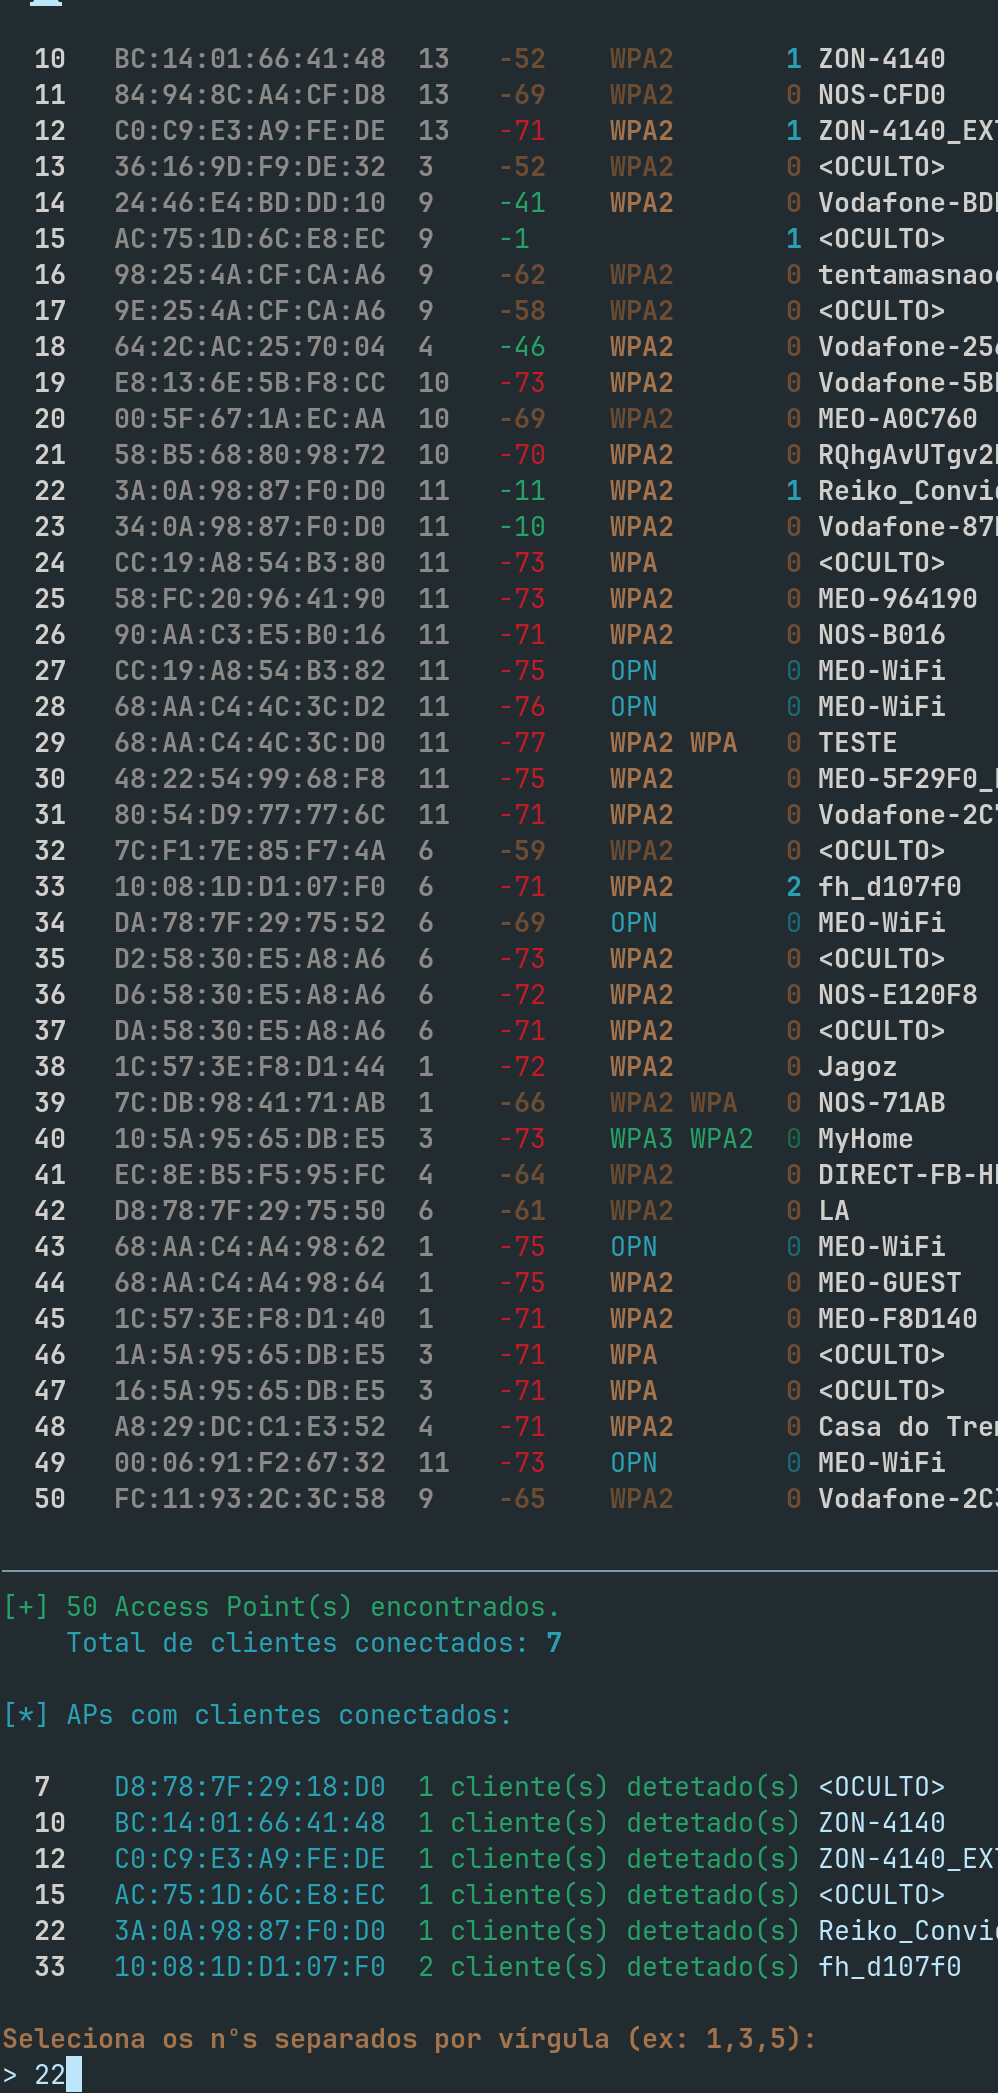 10 BC:14:01:66:41:48 13 -52 WPA2 1 ZON-4140
11 84:94:8C:A4:CF:D8 13 -69 WPA2 0 NOS-CFD0
12 C0:C9:E3:A9:FE:DE 13 -71 WPA2 1 ZON-4140_EX
13 36:16:9D:F9:DE:32 3 -52 WPA2 0 <OCULTO>
14 24:46:E4:BD:DD:10 9 -41 WPA2 0 Vodafone-BD
15 AC:75:1D:6C:E8:EC 9 -1 1 <OCULTO>
16 98:25:4A:CF:CA:A6 9 -62 WPA2 0 tentamasnao
17 9E:25:4A:CF:CA:A6 9 -58 WPA2 0 <OCULTO>
18 64:2C:AC:25:70:04 4 -46 WPA2 0 Vodafone-25
19 E8:13:6E:5B:F8:CC 10 -73 WPA2 0 Vodafone-5B
20 00:5F:67:1A:EC:AA 10 -69 WPA2 0 MEO-A0C760
21 58:B5:68:80:98:72 10 -70 WPA2 0 RQhgAvUTgv2
22 3A:0A:98:87:F0:D0 11 -11 WPA2 1 Reiko_Convi
23 34:0A:98:87:F0:D0 11 -10 WPA2 0 Vodafone-87
24 CC:19:A8:54:B3:80 11 -73 WPA 0 <OCULTO>
25 58:FC:20:96:41:90 11 -73 WPA2 0 MEO-964190
26 90:AA:C3:E5:B0:16 11 -71 WPA2 0 NOS-B016
27 CC:19:A8:54:B3:82 11 -75 OPN 0 MEO-WiFi
28 68:AA:C4:4C:3C:D2 11 -76 OPN 0 MEO-WiFi
29 68:AA:C4:4C:3C:D0 11 -77 WPA2 WPA 0 TESTE
30 48:22:54:99:68:F8 11 -75 WPA2 0 MEO-5F29F0_
31 80:54:D9:77:77:6C 11 -71 WPA2 0 Vodafone-2C
32 7C:F1:7E:85:F7:4A 6 -59 WPA2 0 <OCULTO>
33 10:08:1D:D1:07:F0 6 -71 WPA2 2 fh_d107f0
34 DA:78:7F:29:75:52 6 -69 OPN 0 MEO-WiFi
35 D2:58:30:E5:A8:A6 6 -73 WPA2 0 <OCULTO>
36 D6:58:30:E5:A8:A6 6 -72 WPA2 0 NOS-E120F8
37 DA:58:30:E5:A8:A6 6 -71 WPA2 0 <OCULTO>
38 1C:57:3E:F8:D1:44 1 -72 WPA2 0 Jagoz
39 7C:DB:98:41:71:AB 1 -66 WPA2 WPA 0 NOS-71AB
40 10:5A:95:65:DB:E5 3 -73 WPA3 WPA2 0 MyHome
41 EC:8E:B5:F5:95:FC 4 -64 WPA2 0 DIRECT-FB-H
42 D8:78:7F:29:75:50 6 -61 WPA2 0 LA
43 68:AA:C4:A4:98:62 1 -75 OPN 0 MEO-WiFi
44 68:AA:C4:A4:98:64 1 -75 WPA2 0 MEO-GUEST
45 1C:57:3E:F8:D1:40 1 -71 WPA2 0 MEO-F8D140
46 1A:5A:95:65:DB:E5 3 -71 WPA 0 <OCULTO>
47 16:5A:95:65:DB:E5 3 -71 WPA 0 <OCULTO>
48 A8:29:DC:C1:E3:52 4 -71 WPA2 0 Casa do Tre
49 00:06:91:F2:67:32 11 -73 OPN 0 MEO-WiFi
50 FC:11:93:2C:3C:58 9 -65 WPA2 0 Vodafone-2C
[+] 50 Access Point(s) encontrados.
Total de clientes conectados: 7
[*] APs com clientes conectados:
7 D8:78:7F:29:18:D0 1 cliente(s) detetado(s) <OCULTO>
10 BC:14:01:66:41:48 1 cliente(s) detetado(s) ZON-4140
12 C0:C9:E3:A9:FE:DE 1 cliente(s) detetado(s) ZON-4140_EX
15 AC:75:1D:6C:E8:EC 1 cliente(s) detetado(s) <OCULTO>
22 3A:0A:98:87:F0:D0 1 cliente(s) detetado(s) Reiko_Convi
33 10:08:1D:D1:07:F0 2 cliente(s) detetado(s) fh_d107f0
Seleciona os n°s separados por vírgula (ex: 1,3,5):
> 22